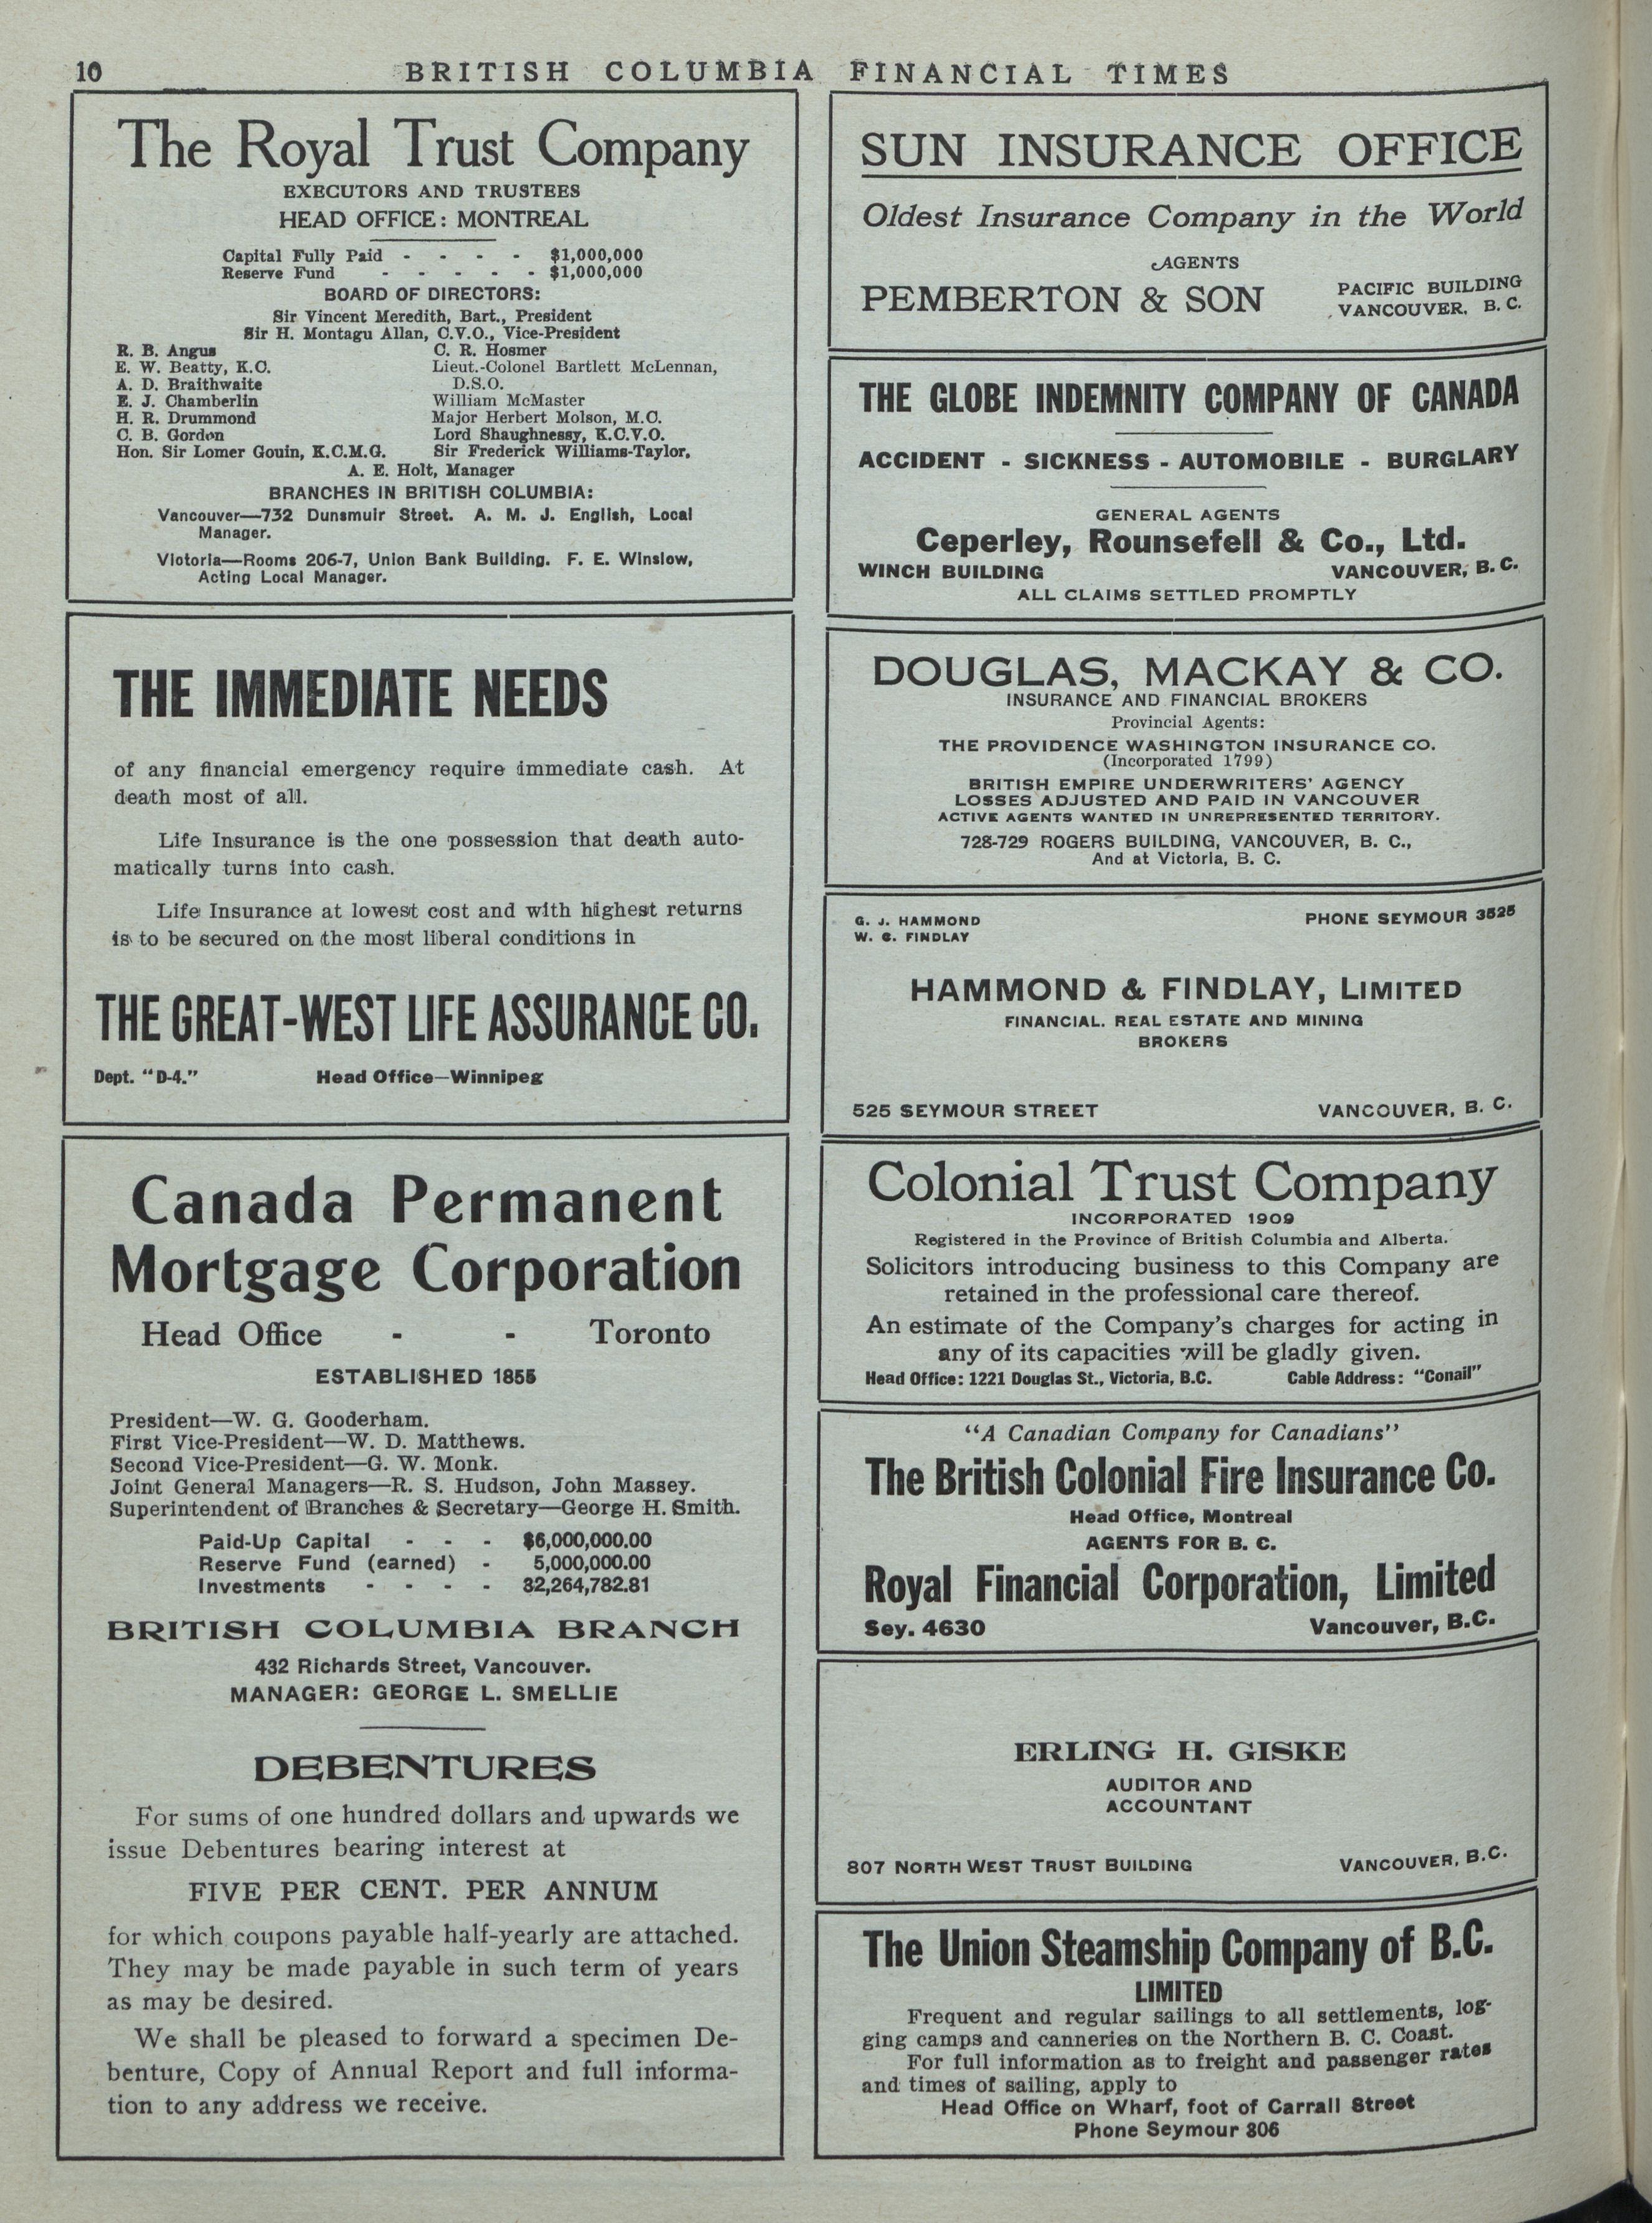 10
BRITISH COLUMBIA FINANCIAL TIMES
The Royal Trust Company
EXECUTORS AND TRUSTEES
HEAD OFFICE: MONTREAL
Capital Fully Paid - - - - $1,000,000
Reserve Fund - - - - - $1,000,000
BOARD OF DIRECTORS:
Sir Vincent Meredith, Bart., President
Sir H. Montagu Allan, C.V.O., Vice-President
R. B. Angus
E. W. Beatty, K.C.
A. D. Braithwaite
E. J. Chamberlin
H. R. Drummond
C. B. Gordon
Hon. Sir Lomer Gouin, K.C.M.G.
C. R. Hosmer
Lieut.-Colonel Bartlett McLennan,
D.S.O.
William McMaster
Major Herbert Molson, M.C.
Lord Shaughnessy, K.C.V.O.
Sir Frederick Williams-Taylor,
A. E. Holt, Manager
BRANCHES IN BRITISH COLUMBIA:
Vancouver—732 Dunsmuir Street. A. M. J. English, Local
Manager.
Victoria—Rooms 206-7, Union Bank Building. F. E. Winslow,
Acting Local Manager.
THE IMMEDIATE NEEDS
of any financial emergency require immediate cash. At
death most of all.
Life Insurance is the one possession that death auto-
matically turns into cash.
Life Insurance at lowest cost and with highest returns
is to be secured on the most liberal conditions in
THE GREAT-WEST LIFE ASSURANCE CO.
Dept. "D-4." Head Office—Winnipeg
Canada Permanent
Mortgage Corporation
Head Office - - Toronto
ESTABLISHED 1855
President—W. G. Gooderham.
First Vice-President—W. D. Matthews.
Second Vice-President—G. W. Monk.
Joint General Managers—R. S. Hudson, John Massey.
Superintendent of Branches & Secretary—George H. Smith.
Paid-Up Capital - - - $6,000,000.00
Reserve Fund (earned) - 5,000,000.00
Investments - - - - 32,264,782.81
BRITISH COLUMBIA BRANCH
432 Richards Street, Vancouver.
MANAGER: GEORGE L. SMELLIE
DEBENTURES
For sums of one hundred dollars and upwards we
issue Debentures bearing interest at
FIVE PER CENT. PER ANNUM
for which coupons payable half-yearly are attached.
They may be made payable in such term of years
as may be desired.
We shall be pleased to forward a specimen De-
benture, Copy of Annual Report and full informa-
tion to any address we receive.
SUN INSURANCE OFFICE
Oldest Insurance Company in the World
AGENTS
PEMBERTON & SON
PACIFIC BUILDING
VANCOUVER, B. C.
THE GLOBE INDEMNITY COMPANY OF CANADA
ACCIDENT - SICKNESS - AUTOMOBILE - BURGLARY
GENERAL AGENTS
Ceperley, Rounsefell & Co., Ltd.
WINCH BUILDING VANCOUVER, B. C.
ALL CLAIMS SETTLED PROMPTLY
DOUGLAS, MACKAY & CO.
INSURANCE AND FINANCIAL BROKERS
Provincial Agents:
THE PROVIDENCE WASHINGTON INSURANCE CO.
(Incorporated 1799)
BRITISH EMPIRE UNDERWRITERS' AGENCY
LOSSES ADJUSTED AND PAID IN VANCOUVER
ACTIVE AGENTS WANTED IN UNREPRESENTED TERRITORY.
728-729 ROGERS BUILDING, VANCOUVER, B. C.,
And at Victoria, B. C.
G. J. HAMMOND
W. G. FINDLAY
PHONE SEYMOUR 3525
HAMMOND & FINDLAY, LIMITED
FINANCIAL. REAL ESTATE AND MINING
BROKERS
525 SEYMOUR STREET VANCOUVER, B. C.
Colonial Trust Company
INCORPORATED 1909
Registered in the Province of British Columbia and Alberta.
Solicitors introducing business to this Company are
retained in the professional care thereof.
An estimate of the Company's charges for acting in
any of its capacities will be gladly given.
Head Office: 1221 Douglas St., Victoria, B.C. Cable Address: "Conail"
"A Canadian Company for Canadians"
The British Colonial Fire Insurance Co.
Head Office, Montreal
AGENTS FOR B. C.
Royal Financial Corporation, Limited
Sey. 4630 Vancouver, B.C.
ERLING H. GISKE
AUDITOR AND
ACCOUNTANT
807 NORTH WEST TRUST BUILDING VANCOUVER, B.C.
The Union Steamship Company of B.C.
LIMITED
Frequent and regular sailings to all settlements, log-
ging camps and canneries on the Northern B. C. Coast.
For full information as to freight and passenger rates
and times of sailing, apply to
Head Office on Wharf, foot of Carrall Street
Phone Seymour 306